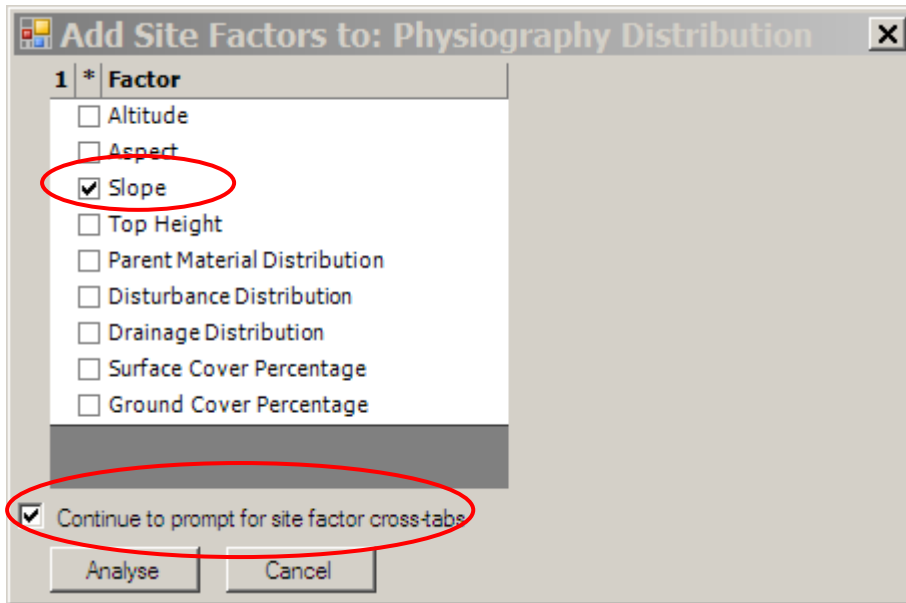 Add Site Factors to: Physiography Distribution
1 * Factor
Altitude
Aspect
Slope
Top Height
Parent Material Distribution
Disturbance Distribution
Drainage Distribution
Surface Cover Percentage
Ground Cover Percentage
Continue to prompt for site factor cross-tabs
Analyse Cancel